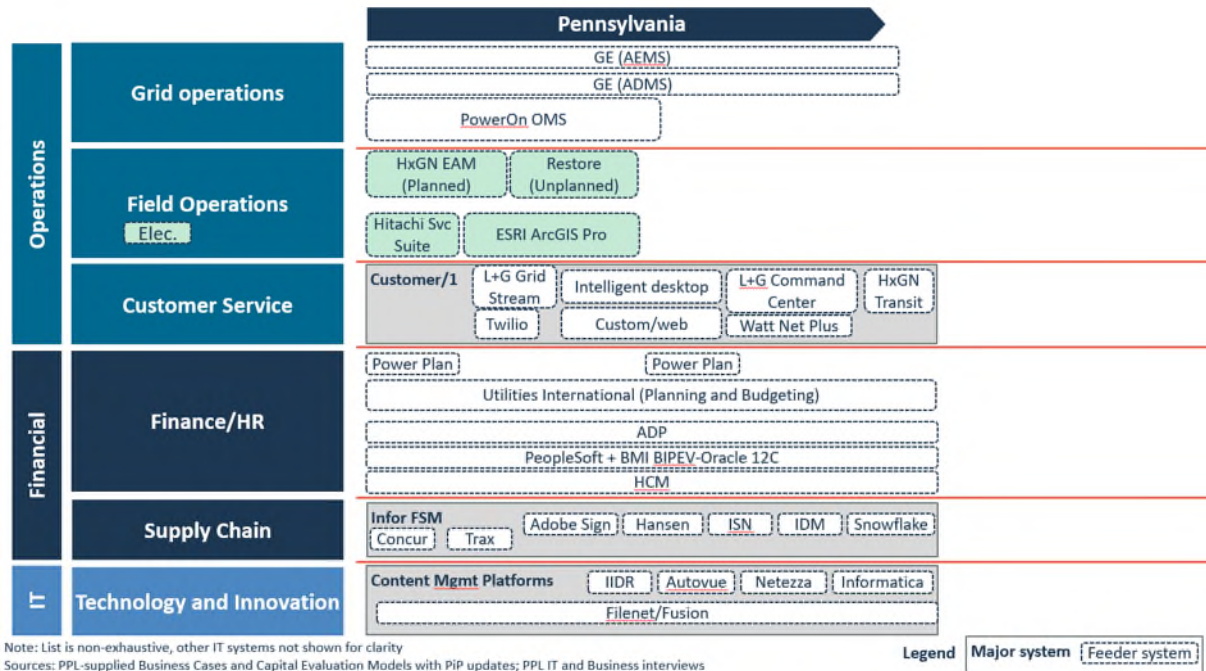 Pennsylvania
Operations
Grid operations
GE (AEMS)
GE (ADMS)
PowerOn OMS
Field Operations
Elec.
HxGN EAM
(Planned)
Restore
(Unplanned)
Hitachi Svc
Suite
ESRI ArcGIS Pro
Customer Service
Customer/1
L+G Grid
Stream
Intelligent desktop
L+G Command
Center
HxGN
Transit
Twilio
Custom/web
Watt Net Plus
Financial
Finance/HR
Power Plan
Power Plan
Utilities International (Planning and Budgeting)
ADP
PeopleSoft + BMI BIPEV-Oracle 12C
HCM
Supply Chain
Infor FSM
Adobe Sign
Hansen
ISN
IDM
Snowflake
Concur
Trax
IT
Technology and Innovation
Content Mgmt Platforms
IIDR
Autovue
Netezza
Informatica
Filenet/Fusion
Note: List is non-exhaustive, other IT systems not shown for clarity
Sources: PPL-supplied Business Cases and Capital Evaluation Models with PiP updates; PPL IT and Business interviews
Legend
Major system
Feeder system